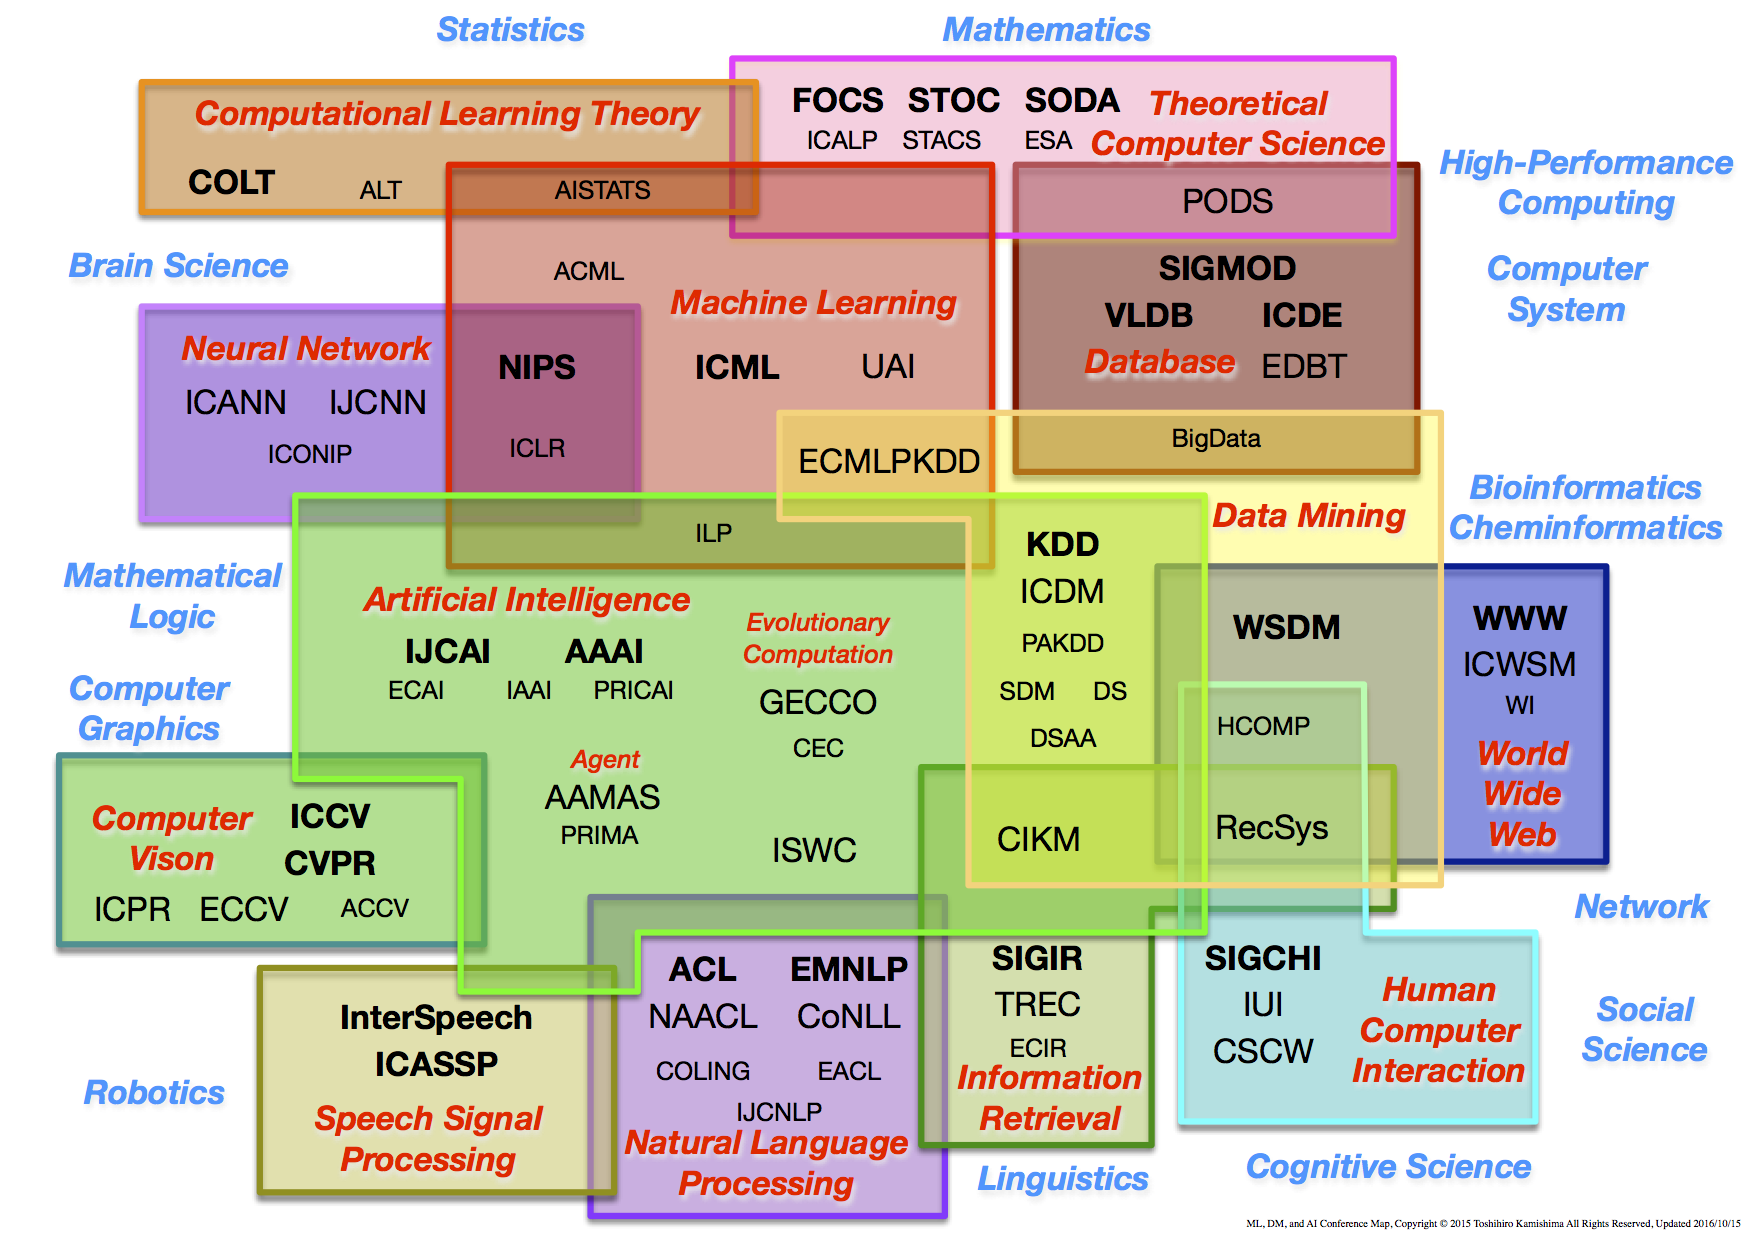 Statistics
Mathematics
Computational Learning Theory
COLT
ALT
AISTATS
FOCS STOC SODA
ICALP STACS ESA
Theoretical
Computer Science
PODS
High-Performance
Computing
Computer
System
Brain Science
ACML
Machine Learning
NIPS
ICML
UAI
ICLR
SIGMOD
VLDB ICDE
Database EDBT
BigData
Neural Network
ICANN IJCNN
ICONIP
ECMLPKDD
Data Mining
Bioinformatics
Cheminformatics
ILP
KDD
ICDM
PAKDD
SDM DS
DSAA
Mathematical
Logic
Artificial Intelligence
IJCAI AAAI
ECAI IAAI PRICAI
Evolutionary
Computation
GECCO
CEC
Agent
AAMAS
PRIMA
ISWC
WSDM
HCOMP
RecSys
CIKM
WWW
ICWSM
WI
World
Wide
Web
Computer
Graphics
Computer
Vison
ICCV
CVPR
ICPR ECCV ACCV
Network
ACL EMNLP
NAACL CoNLL
COLING EACL
IJCNLP
Natural Language
Processing
SIGIR
TREC
ECIR
Information
Retrieval
SIGCHI
IUI
CSCW
Human
Computer
Interaction
Social
Science
InterSpeech
ICASSP
Speech Signal
Processing
Robotics
Linguistics
Cognitive Science
ML, DM, and AI Conference Map, Copyright © 2015 Toshihiro Kamishima All Rights Reserved, Updated 2016/10/15